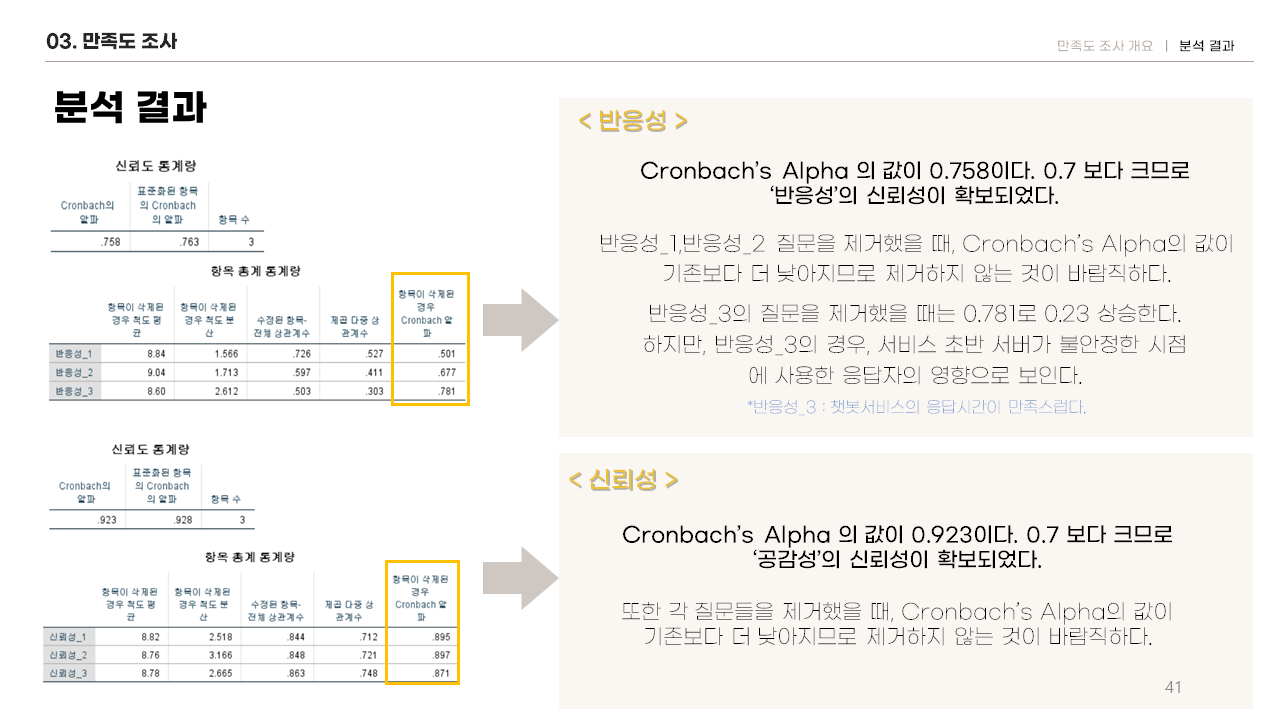 03. 만족도 조사
만족도 조사 개요 | 분석 결과
분석 결과
신뢰도 통계량
Cronbach의 알파 표준화된 항목의 Cronbach의 알파 항목 수
.758 .763 3
항목 총계 통계량
항목이 삭제된 경우 척도 평균 항목이 삭제된 경우 척도 분산 수정된 항목-전체 상관계수 제곱 다중 상관계수 항목이 삭제된 경우 Cronbach 알파
반응성_1 8.84 1.566 .726 .527 .501
반응성_2 9.04 1.713 .597 .411 .677
반응성_3 8.60 2.612 .503 .303 .781
< 반응성 >
Cronbach’s Alpha 의 값이 0.758이다. 0.7 보다 크므로
‘반응성’의 신뢰성이 확보되었다.
반응성_1,반응성_2 질문을 제거했을 때, Cronbach’s Alpha의 값이
기존보다 더 낮아지므로 제거하지 않는 것이 바람직하다.
반응성_3의 질문을 제거했을 때는 0.781로 0.23 상승한다.
하지만, 반응성_3의 경우, 서비스 초반 서버가 불안정한 시점
에 사용한 응답자의 영향으로 보인다.
*반응성_3 : 챗봇서비스의 응답시간이 만족스럽다.
신뢰도 통계량
Cronbach의 알파 표준화된 항목의 Cronbach의 알파 항목 수
.923 .928 3
항목 총계 통계량
항목이 삭제된 경우 척도 평균 항목이 삭제된 경우 척도 분산 수정된 항목-전체 상관계수 제곱 다중 상관계수 항목이 삭제된 경우 Cronbach 알파
신뢰성_1 8.82 2.518 .844 .712 .895
신뢰성_2 8.76 3.166 .848 .721 .897
신뢰성_3 8.78 2.665 .863 .748 .871
< 신뢰성 >
Cronbach’s Alpha 의 값이 0.923이다. 0.7 보다 크므로
‘공감성’의 신뢰성이 확보되었다.
또한 각 질문들을 제거했을 때, Cronbach’s Alpha의 값이
기존보다 더 낮아지므로 제거하지 않는 것이 바람직하다.
41